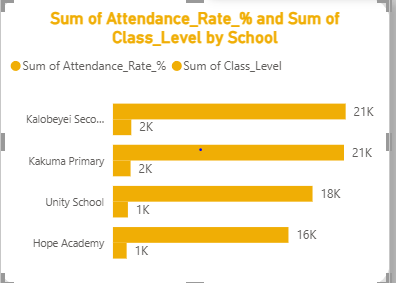 Sum of Attendance_Rate_% and Sum of
Class_Level by School
Sum of Attendance_Rate_% Sum of Class_Level
Kalobeyei Seco... 21K
2K
Kakuma Primary 21K
2K
Unity School 18K
1K
Hope Academy 16K
1K